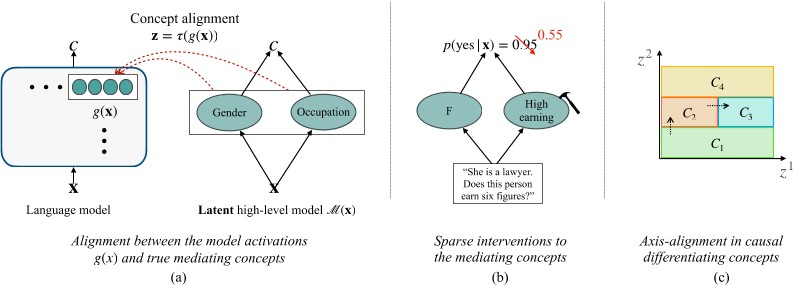 Concept alignment
z = τ(g(x))
c
• • •
g(x)
x
Language model
c
Gender
Occupation
x
Latent high-level model ℳ(x)
Alignment between the model activations
g(x) and true mediating concepts
(a)
p(yes | x) = 0.95
0.55
F
High
earning
“She is a lawyer.
Does this person
earn six figures?”
Sparse interventions to
the mediating concepts
(b)
z²
C₄
C₂
C₃
C₁
z¹
Axis-alignment in causal
differentiating concepts
(c)